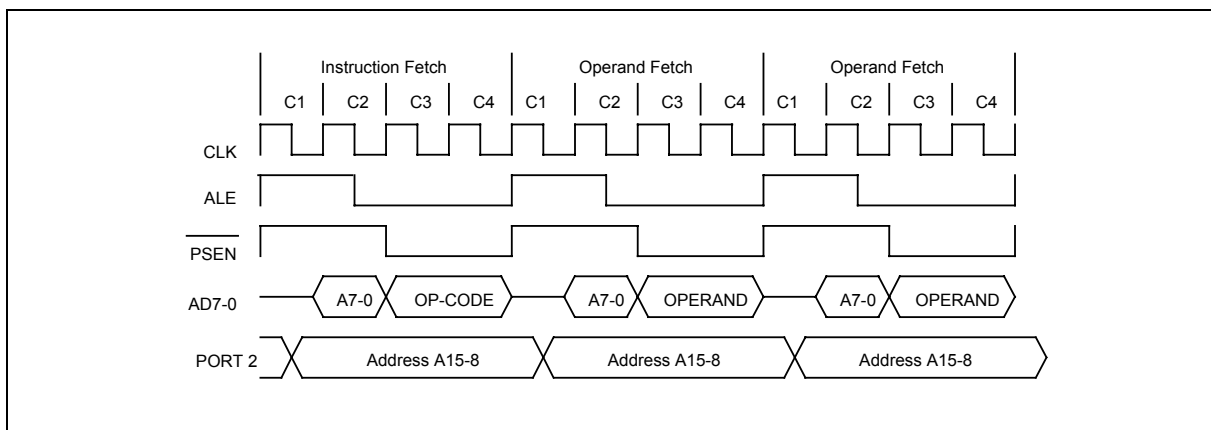 Instruction Fetch Operand Fetch Operand Fetch
C1 C2 C3 C4 C1 C2 C3 C4 C1 C2 C3 C4
CLK
ALE
PSEN
AD7-0 A7-0 OP-CODE A7-0 OPERAND A7-0 OPERAND
PORT 2 Address A15-8 Address A15-8 Address A15-8